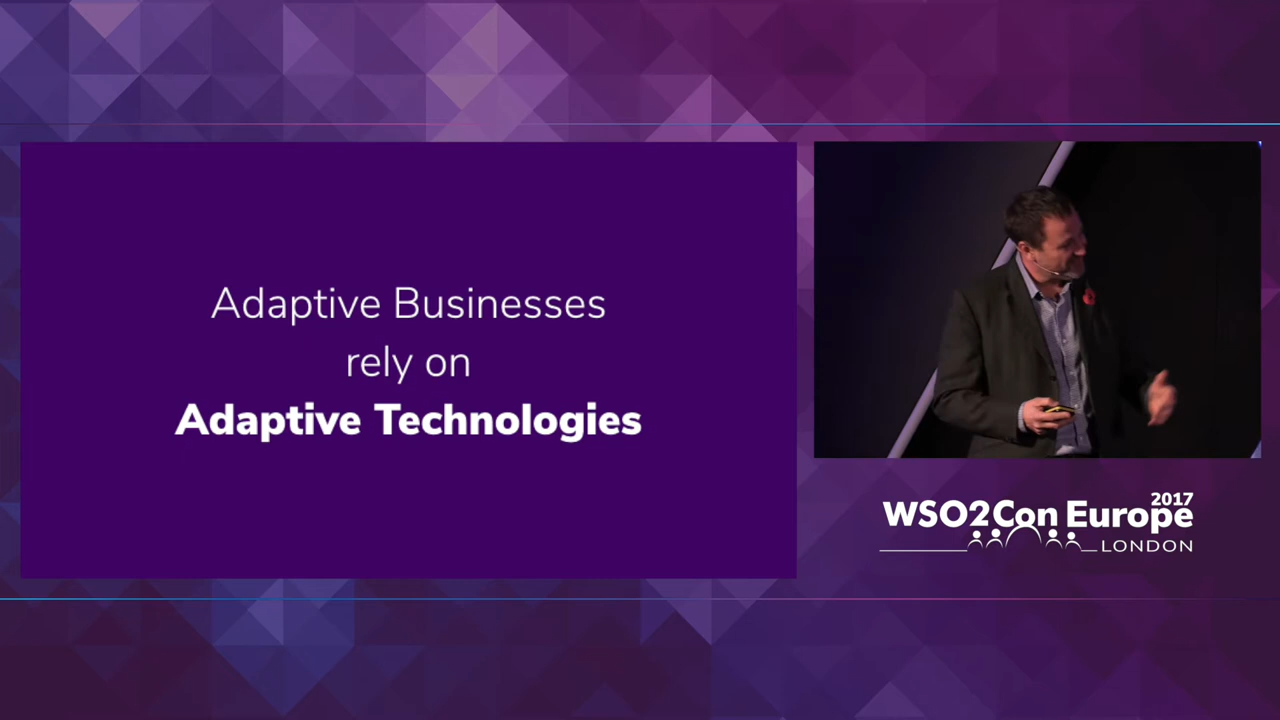 Adaptive Businesses
rely on
Adaptive Technologies
2017
WSO2Con Europe
LONDON